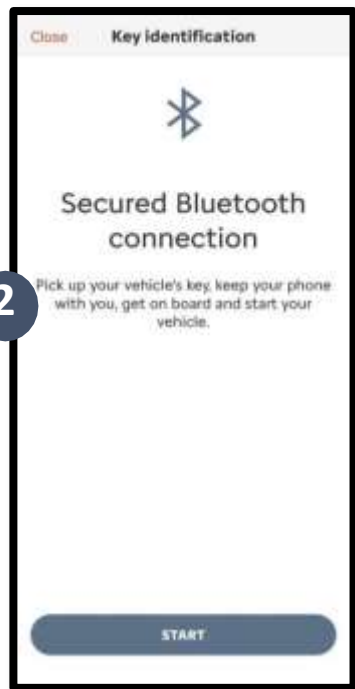 Close Key identification
Secured Bluetooth
connection
2
Pick up your vehicle's key, keep your phone
with you, get on board and start your
vehicle.
START